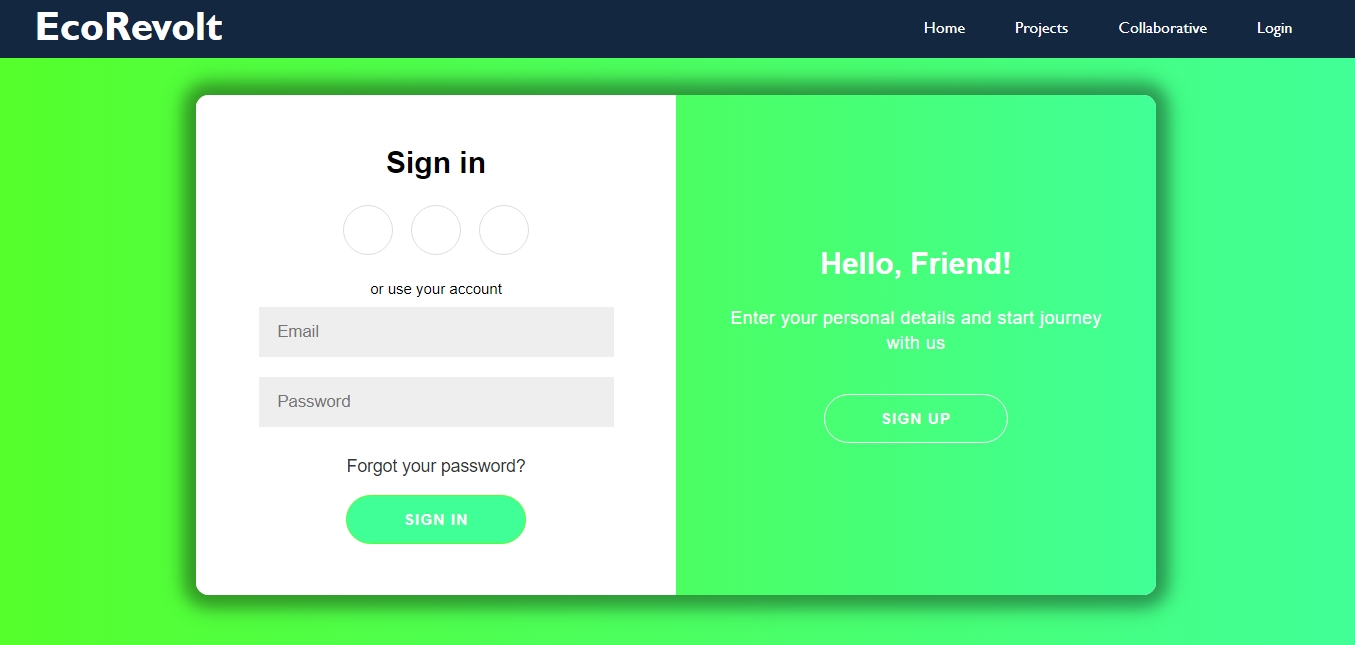 EcoRevolt
Home Projects Collaborative Login
Sign in
or use your account
Email
Password
Forgot your password?
SIGN IN
Hello, Friend!
Enter your personal details and start journey
with us
SIGN UP